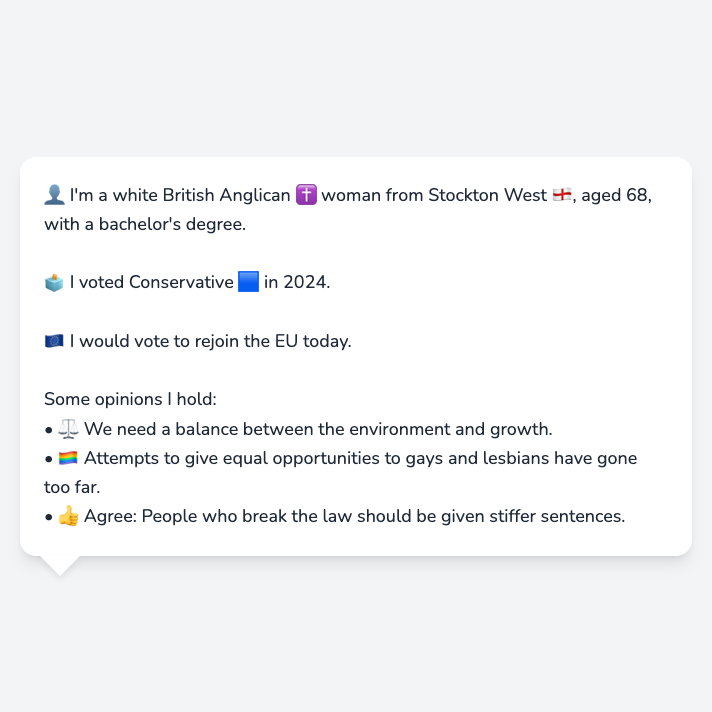 👤 I'm a white British Anglican ✝️ woman from Stockton West 🏴󠁧󠁢󠁥󠁮󠁧󠁿, aged 68,
with a bachelor's degree.
🗳️ I voted Conservative 🟦 in 2024.
🇪🇺 I would vote to rejoin the EU today.
Some opinions I hold:
• ⚖️ We need a balance between the environment and growth.
• 🏳️‍🌈 Attempts to give equal opportunities to gays and lesbians have gone
too far.
• 👍 Agree: People who break the law should be given stiffer sentences.